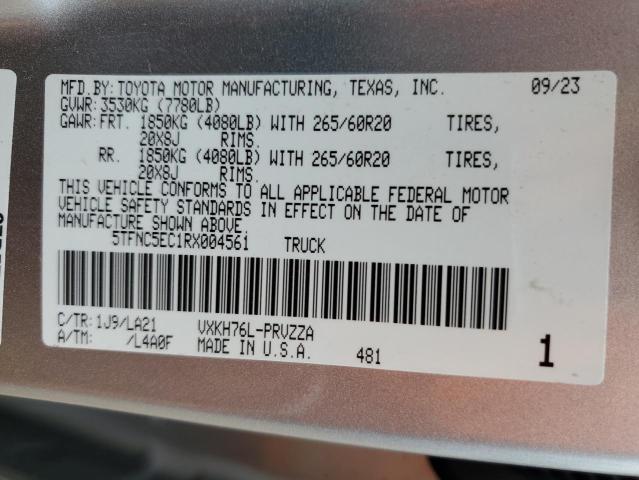 MFD.BY: TOYOTA MOTOR MANUFACTURING, TEXAS, INC. 09/23
GVWR: 3530KG (7780LB)
GAWR: FRT. 1850KG (4080LB) WITH 265/60R20 TIRES,
20X8J RIMS.
RR. 1850KG (4080LB) WITH 265/60R20 TIRES,
20X8J RIMS.
THIS VEHICLE CONFORMS TO ALL APPLICABLE FEDERAL MOTOR
VEHICLE SAFETY STANDARDS IN EFFECT ON THE DATE OF
MANUFACTURE SHOWN ABOVE.
5TFNC5EC1RX004561 TRUCK
C/TR: 1J9/LA21 VXKH76L-PRVZZA
A/TM: /L4A0F MADE IN U.S.A. 481 1